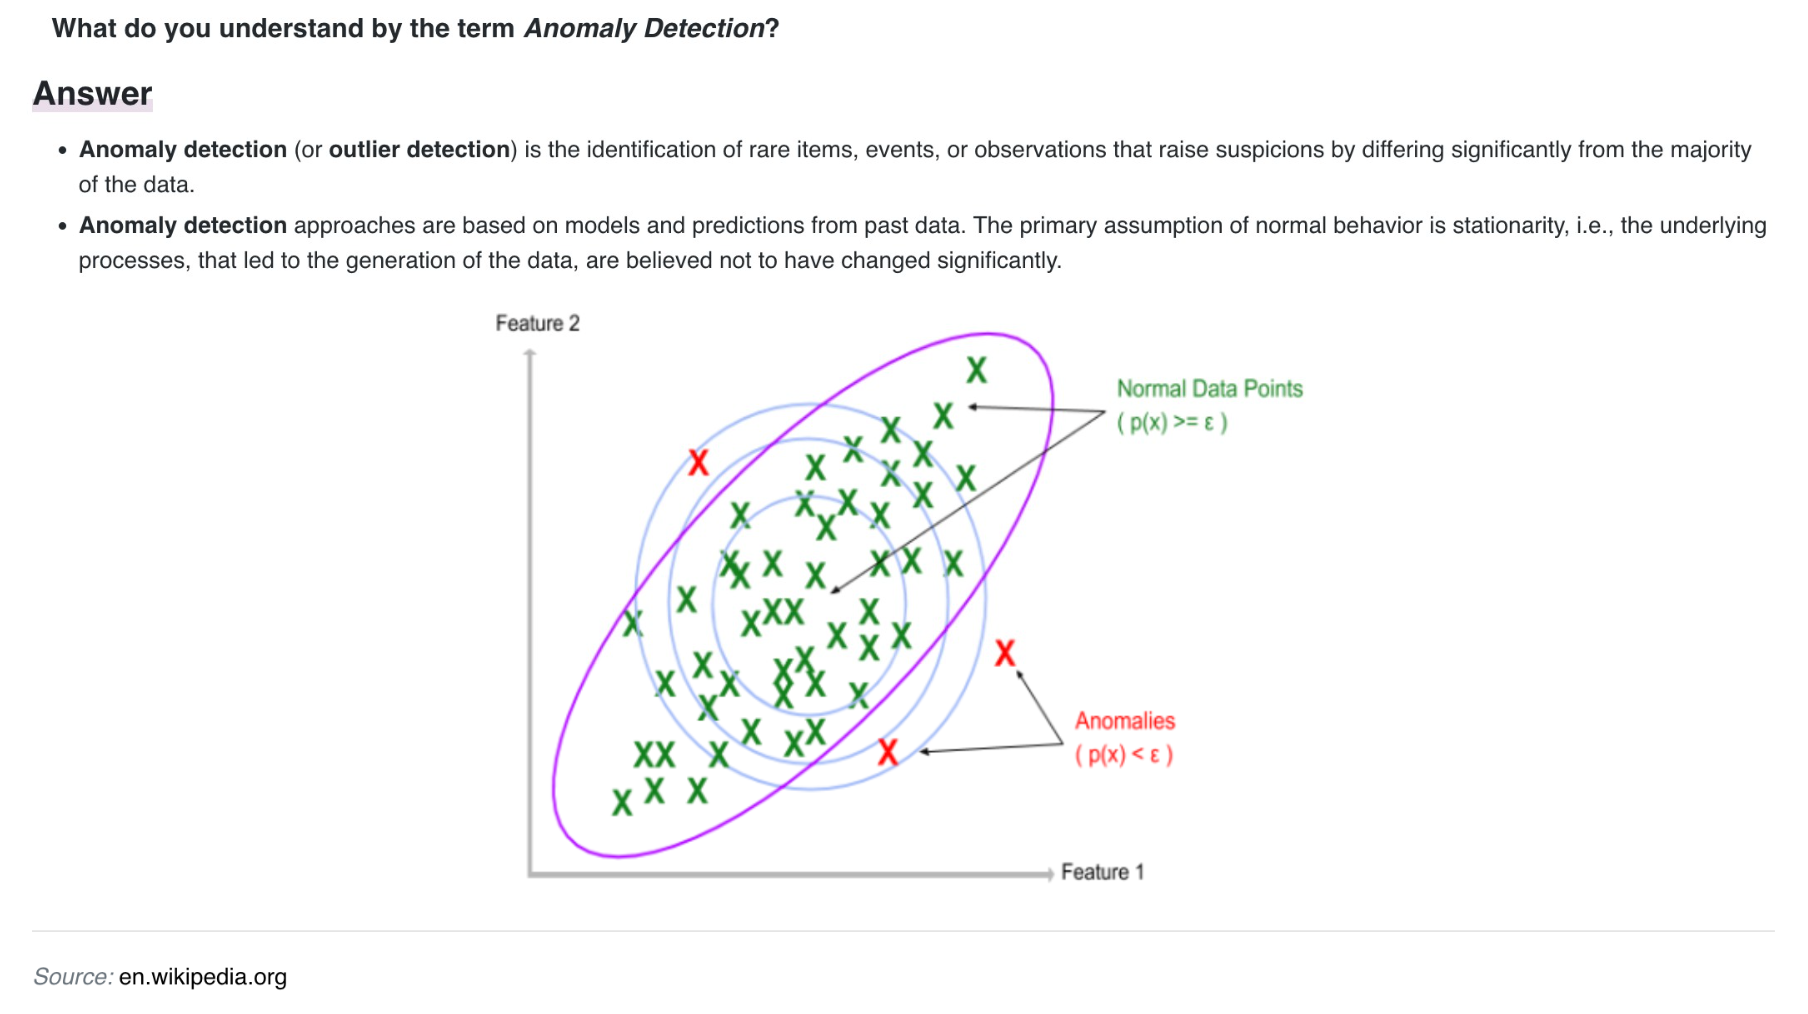 What do you understand by the term Anomaly Detection?
Answer
• Anomaly detection (or outlier detection) is the identification of rare items, events, or observations that raise suspicions by differing significantly from the majority
of the data.
• Anomaly detection approaches are based on models and predictions from past data. The primary assumption of normal behavior is stationarity, i.e., the underlying
processes, that led to the generation of the data, are believed not to have changed significantly.
Feature 2
Normal Data Points
( p(x) >= ε )
Anomalies
( p(x) < ε )
Feature 1
Source: en.wikipedia.org